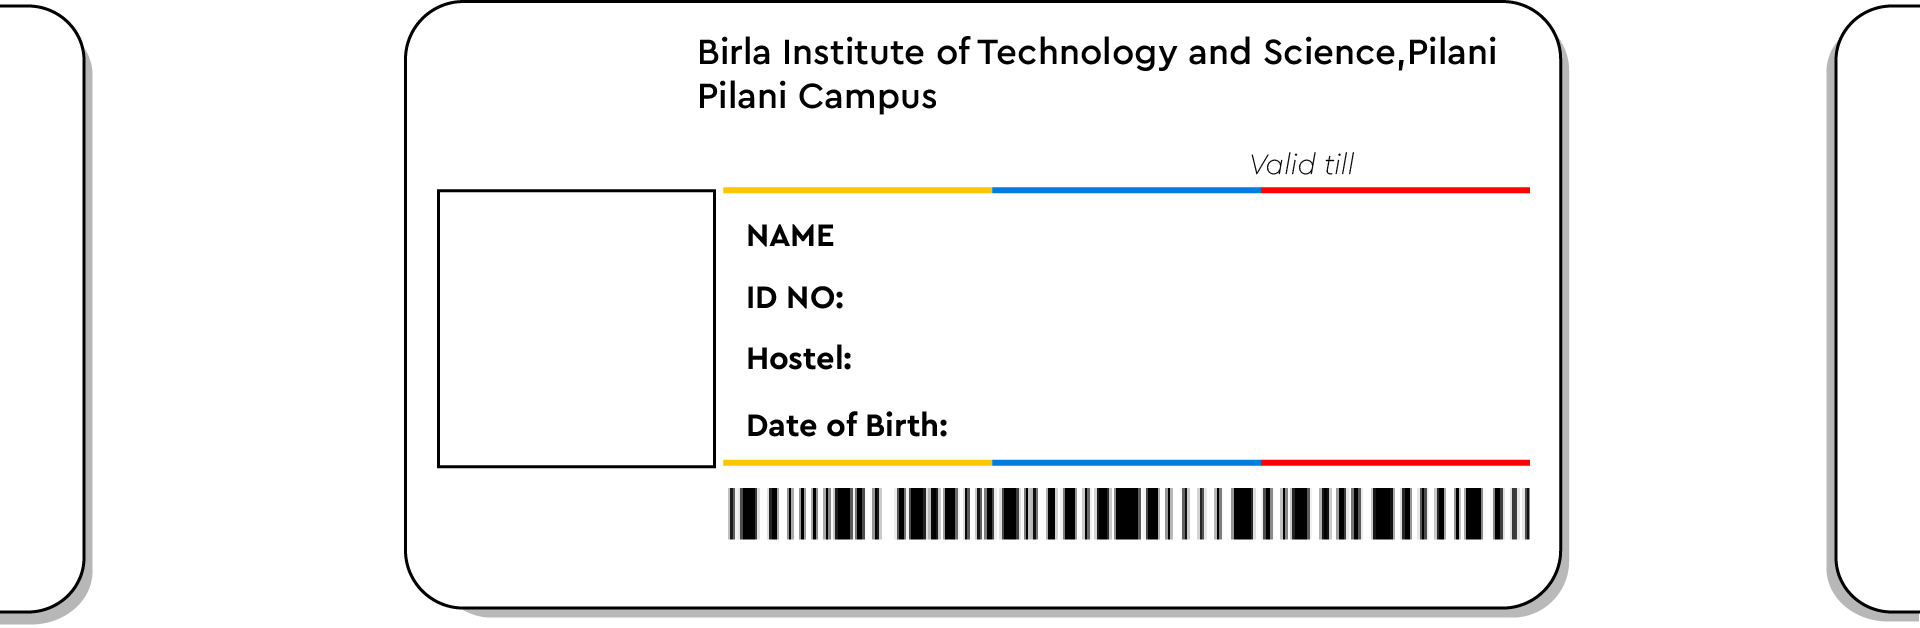 Birla Institute of Technology and Science,Pilani
Pilani Campus
Valid till
NAME
ID NO:
Hostel:
Date of Birth: